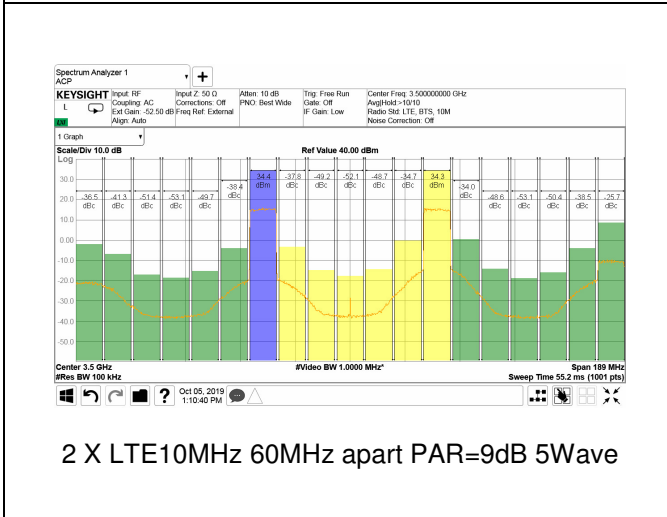 Spectrum Analyzer 1
ACP
+
KEYSIGHT
L
Input: RF
Coupling: AC
Ext Gain: -52.50 dB
Align: Auto
Input Z: 50 Ω
Corrections: Off
Freq Ref: External
Atten: 10 dB
PNO: Best Wide
Trig: Free Run
Gate: Off
IF Gain: Low
Center Freq: 3.500000000 GHz
Avg|Hold:>10/10
Radio Std: LTE, BTS, 10M
Noise Correction: Off
1 Graph
Scale/Div 10.0 dB
Ref Value 40.00 dBm
Log
30.0
20.0
10.0
0.00
-10.0
-20.0
-30.0
-40.0
-50.0
-36.5 dBc
-41.3 dBc
-51.4 dBc
-53.1 dBc
-49.7 dBc
-38.4 dBc
34.4 dBm
-37.8 dBc
-49.2 dBc
-52.1 dBc
-48.7 dBc
-34.7 dBc
34.3 dBm
-34.0 dBc
-48.6 dBc
-53.1 dBc
-50.4 dBc
-38.5 dBc
-25.7 dBc
Center 3.5 GHz
#Video BW 1.0000 MHz*
Span 189 MHz
#Res BW 100 kHz
Sweep Time 55.2 ms (1001 pts)
?
Oct 05, 2019
1:10:40 PM
2 X LTE10MHz 60MHz apart PAR=9dB 5Wave